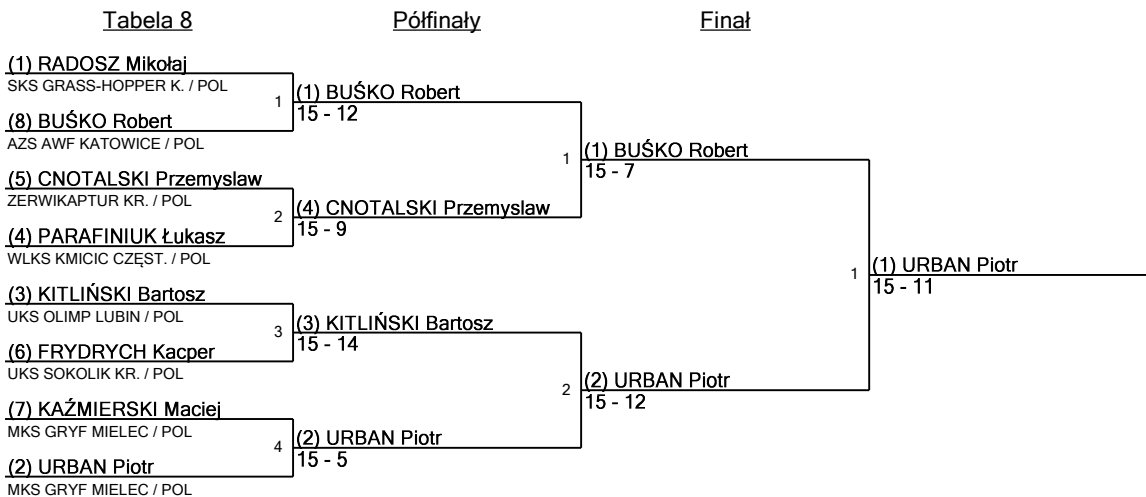 Tabela 8
Półfinały
Finał
(1) RADOSZ Mikołaj
SKS GRASS-HOPPER K. / POL
1
(1) BUŚKO Robert
15 - 12
(8) BUŚKO Robert
AZS AWF KATOWICE / POL
1
(1) BUŚKO Robert
15 - 7
(5) CNOTALSKI Przemyslaw
ZERWIKAPTUR KR. / POL
2
(4) CNOTALSKI Przemyslaw
15 - 9
(4) PARAFINIUK Łukasz
WLKS KMICIC CZĘST. / POL
1
(1) URBAN Piotr
15 - 11
(3) KITLIŃSKI Bartosz
UKS OLIMP LUBIN / POL
3
(3) KITLIŃSKI Bartosz
15 - 14
(6) FRYDRYCH Kacper
UKS SOKOLIK KR. / POL
2
(2) URBAN Piotr
15 - 12
(7) KAŹMIERSKI Maciej
MKS GRYF MIELEC / POL
4
(2) URBAN Piotr
15 - 5
(2) URBAN Piotr
MKS GRYF MIELEC / POL